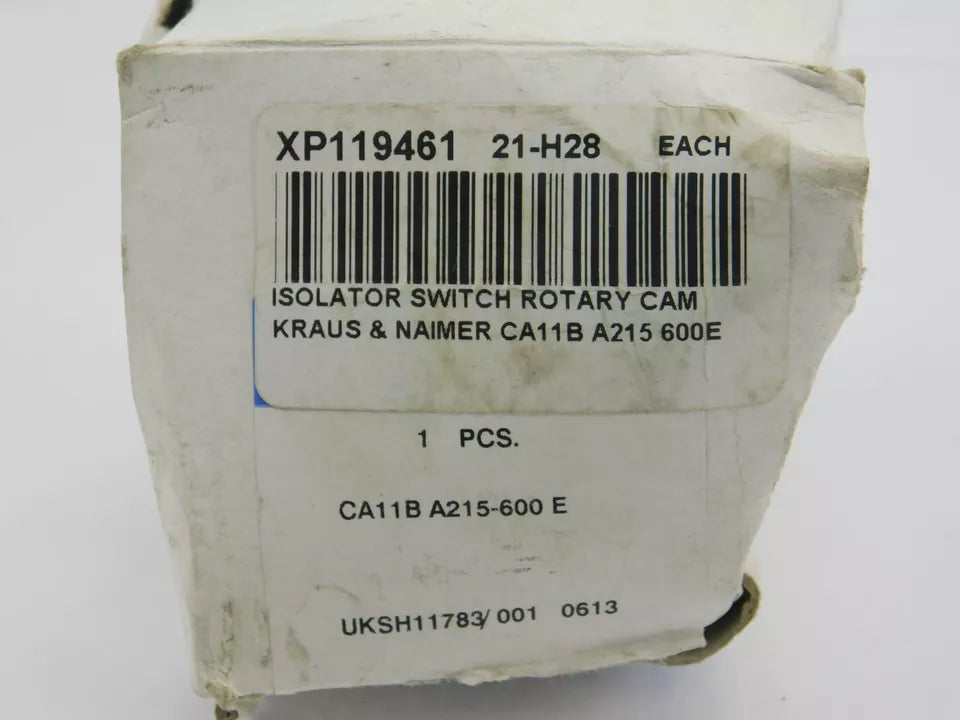 XP119461 21-H28 EACH
ISOLATOR SWITCH ROTARY CAM
KRAUS & NAIMER CA11B A215 600E
1 PCS.
CA11B A215-600 E
UKSH11783/001 0613